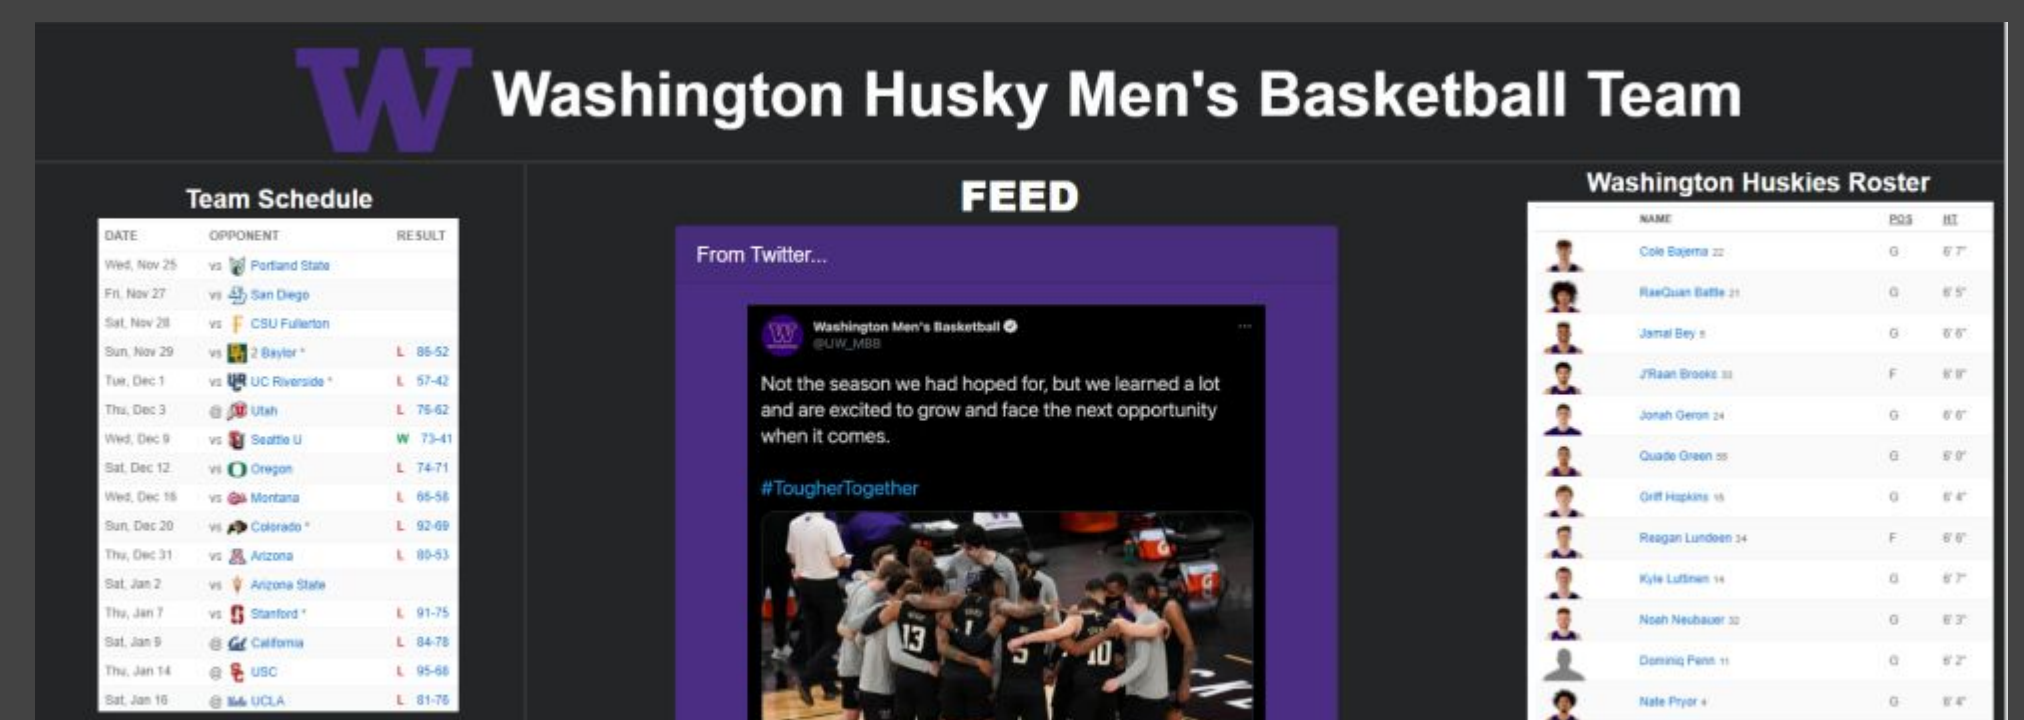 W Washington Husky Men's Basketball Team
Team Schedule
DATE OPPONENT RESULT
Wed, Nov 25 vs Portland State
Fri, Nov 27 vs San Diego
Sat, Nov 28 vs CSU Fullerton
Sun, Nov 29 vs 2 Baylor * L 86-52
Tue, Dec 1 vs UC Riverside * L 57-42
Thu, Dec 3 @ Utah L 76-62
Wed, Dec 9 vs Seattle U W 73-41
Sat, Dec 12 vs Oregon L 74-71
Wed, Dec 16 vs Montana L 66-58
Sun, Dec 20 vs Colorado * L 92-69
Thu, Dec 31 vs Arizona L 80-53
Sat, Jan 2 vs Arizona State
Thu, Jan 7 vs Stanford * L 91-75
Sat, Jan 9 @ Cal California L 84-78
Thu, Jan 14 @ SC USC L 95-68
Sat, Jan 16 @ UCLA L 81-76
FEED
From Twitter...
Washington Men's Basketball
@UW_MBB
Not the season we had hoped for, but we learned a lot
and are excited to grow and face the next opportunity
when it comes.
#TougherTogether
13 1 5 10
Washington Huskies Roster
NAME POS HT
Cole Bajema 22 G 6' 7"
RaeQuan Battle 21 G 6' 5"
Jamal Bey 5 G 6' 6"
J'Raan Brooks 33 F
Jonah Geron 24 G
Quade Green 55 G 6' 0"
Griff Hopkins 15 G 6' 4"
Reagan Lundeen 34 F 6' 6"
Kyle Luttinen 14 G 6' 7"
Noah Neubauer 32 G 6' 3"
Dominiq Penn 11 G 6' 2"
Nate Pryor 4 G 6' 4"